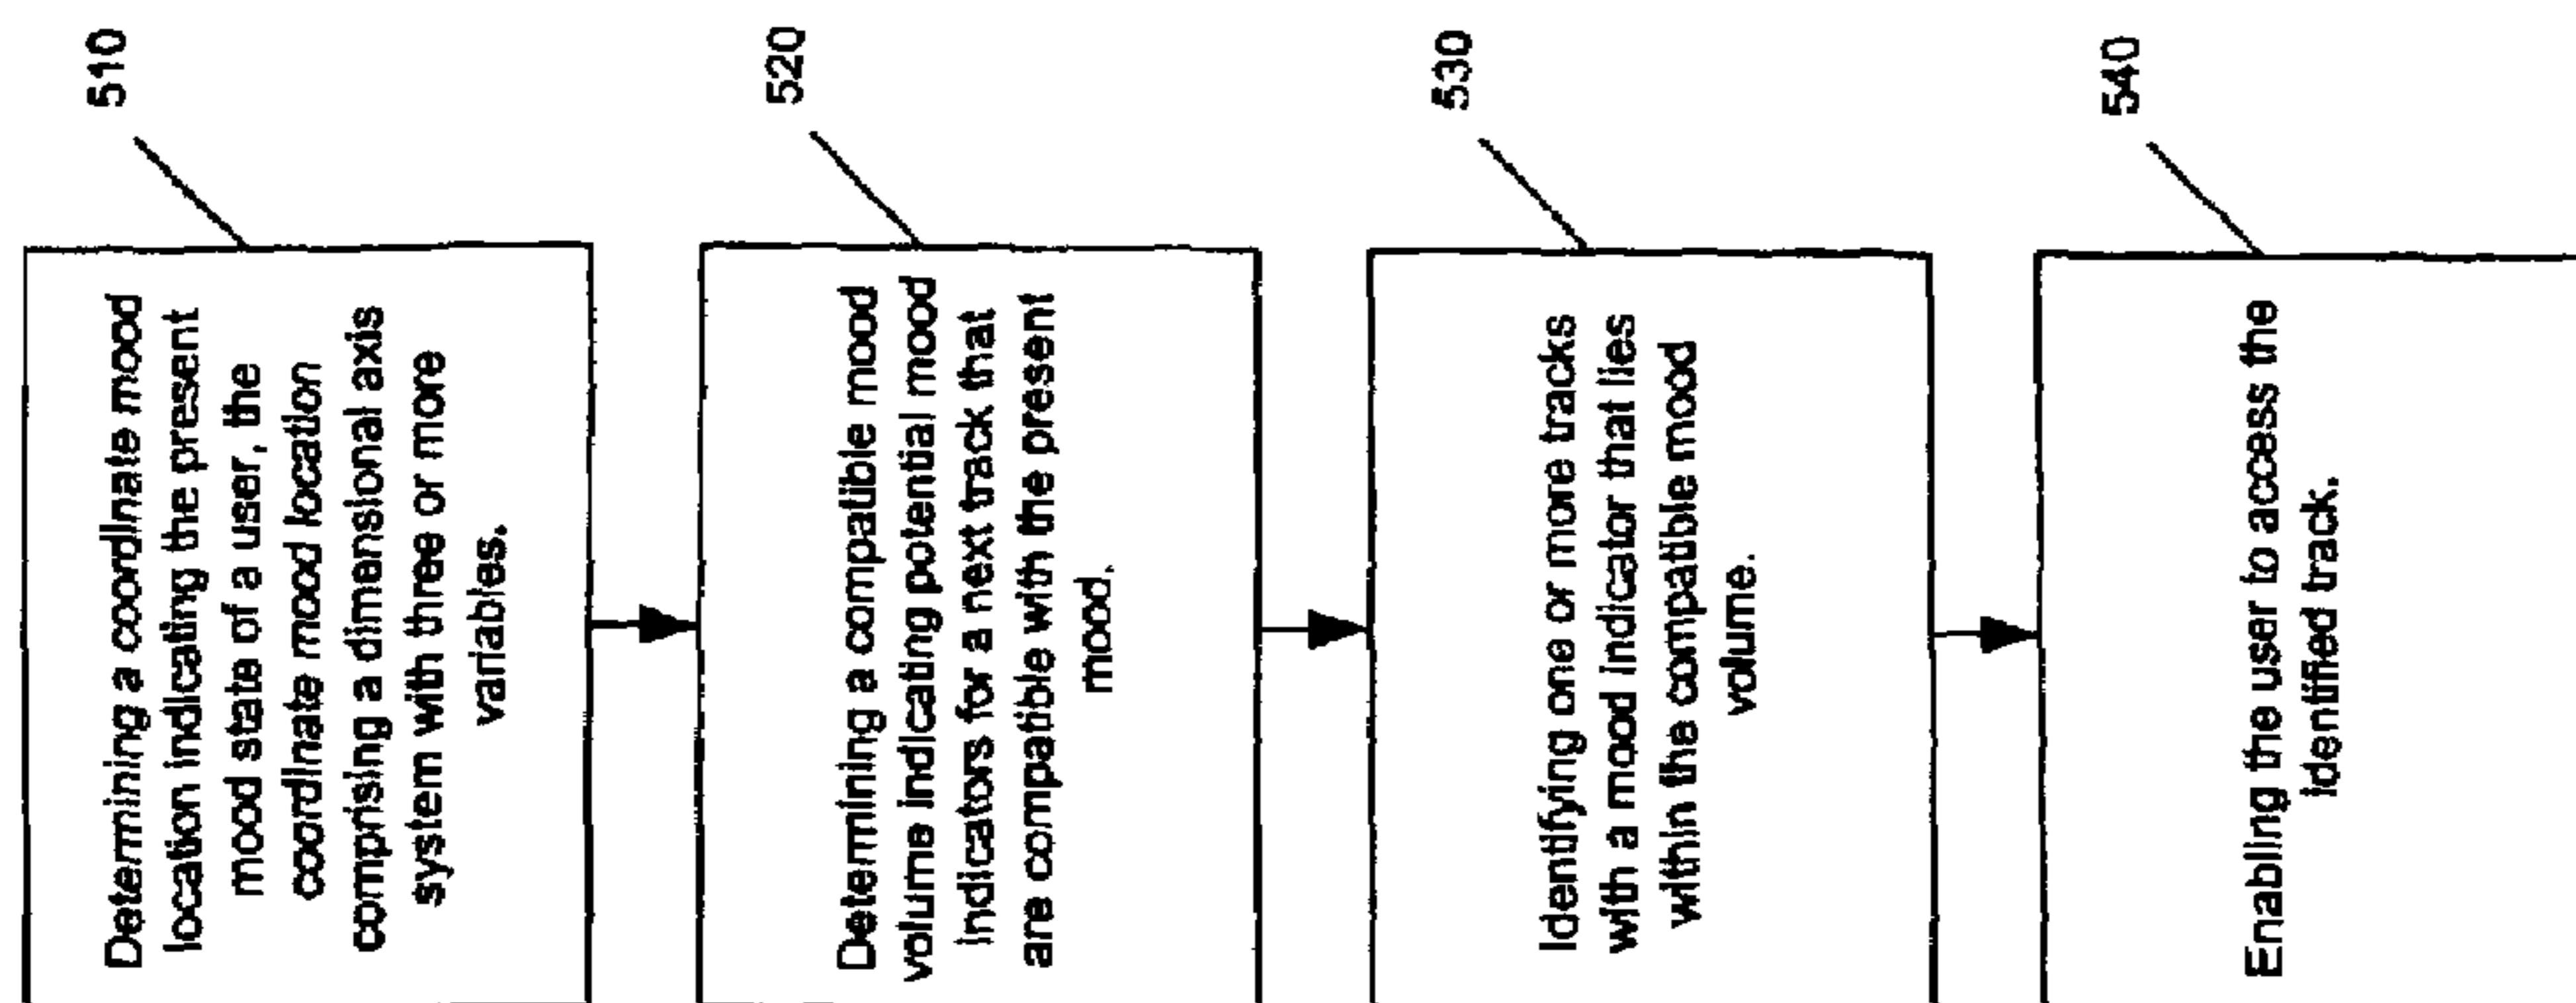 510
Determining a coordinate mood
location indicating the present
mood state of a user, the
coordinate mood location
comprising a dimensional axis
system with three or more
variables.
520
Determining a compatible mood
volume indicating potential mood
indicators for a next track that
are compatible with the present
mood.
530
Identifying one or more tracks
with a mood indicator that lies
within the compatible mood
volume.
540
Enabling the user to access the
identified track.